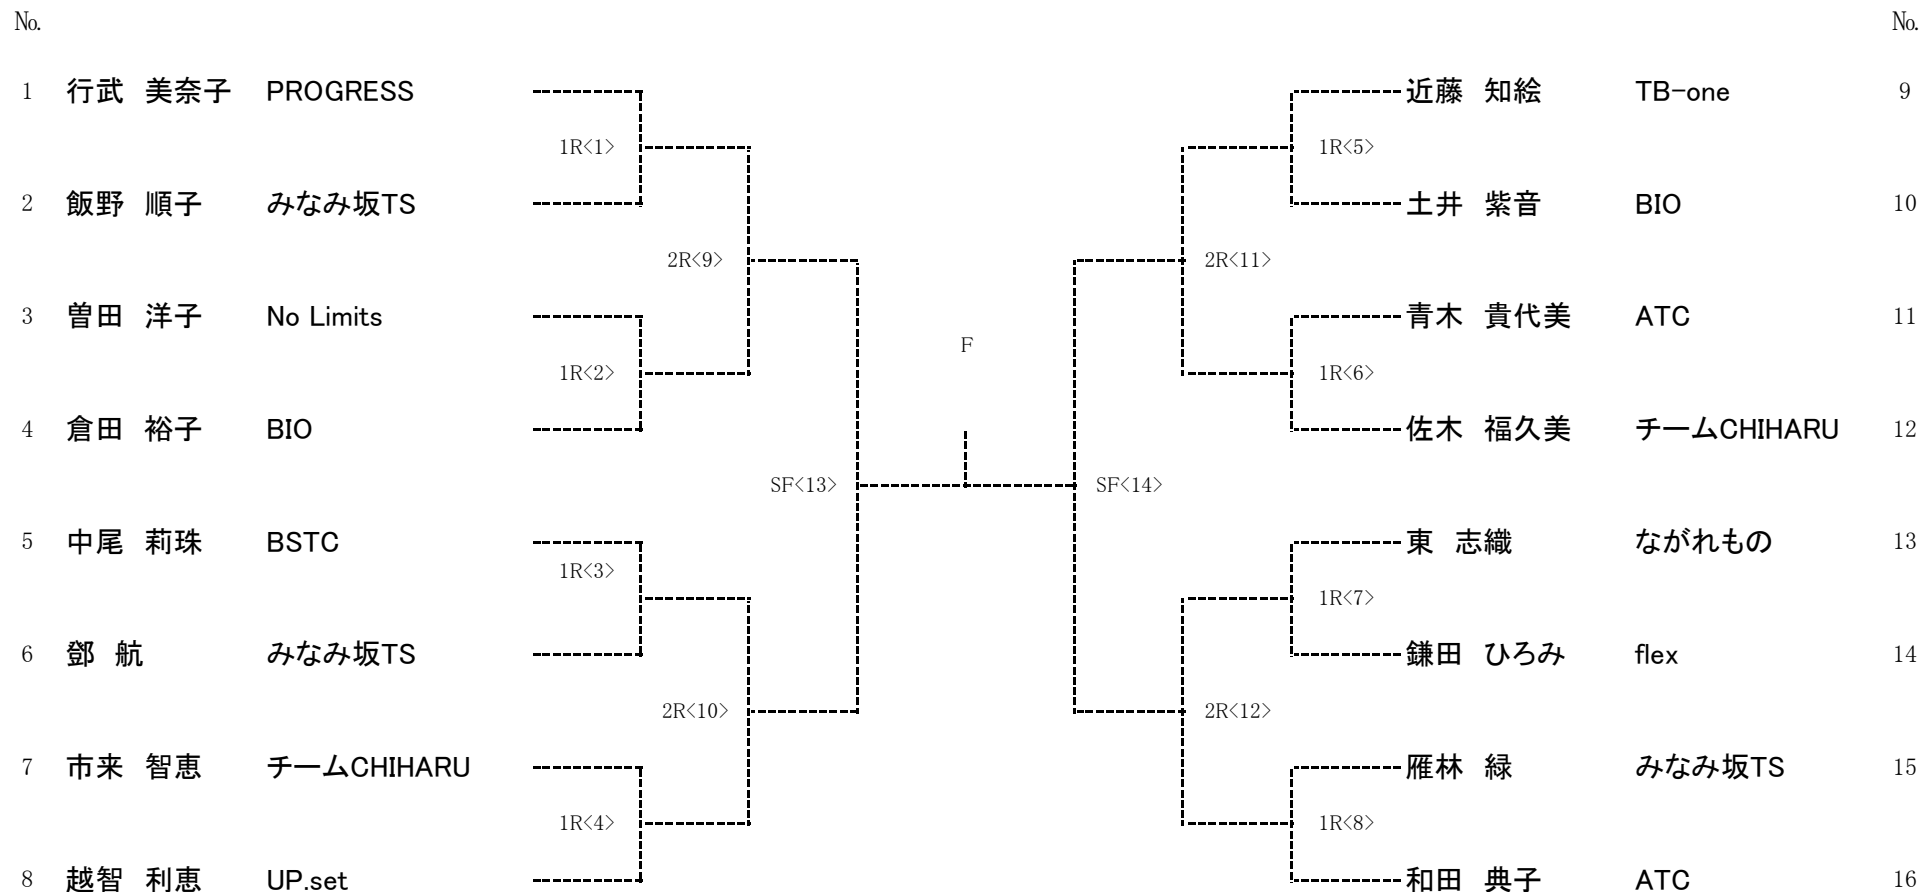 No. No.
1 行武 美奈子 PROGRESS 近藤 知絵 TB-one 9
1R<1> 1R<5>
2 飯野 順子 みなみ坂TS 土井 紫音 BIO 10
2R<9> 2R<11>
3 曽田 洋子 No Limits 青木 貴代美 ATC 11
F
1R<2> 1R<6>
4 倉田 裕子 BIO 佐木 福久美 チームCHIHARU 12
SF<13> SF<14>
5 中尾 莉珠 BSTC 東 志織 ながれもの 13
1R<3>
1R<7>
6 鄧 航 みなみ坂TS 鎌田 ひろみ flex 14
2R<10> 2R<12>
7 市来 智恵 チームCHIHARU 雁林 緑 みなみ坂TS 15
1R<4> 1R<8>
8 越智 利恵 UP.set 和田 典子 ATC 16